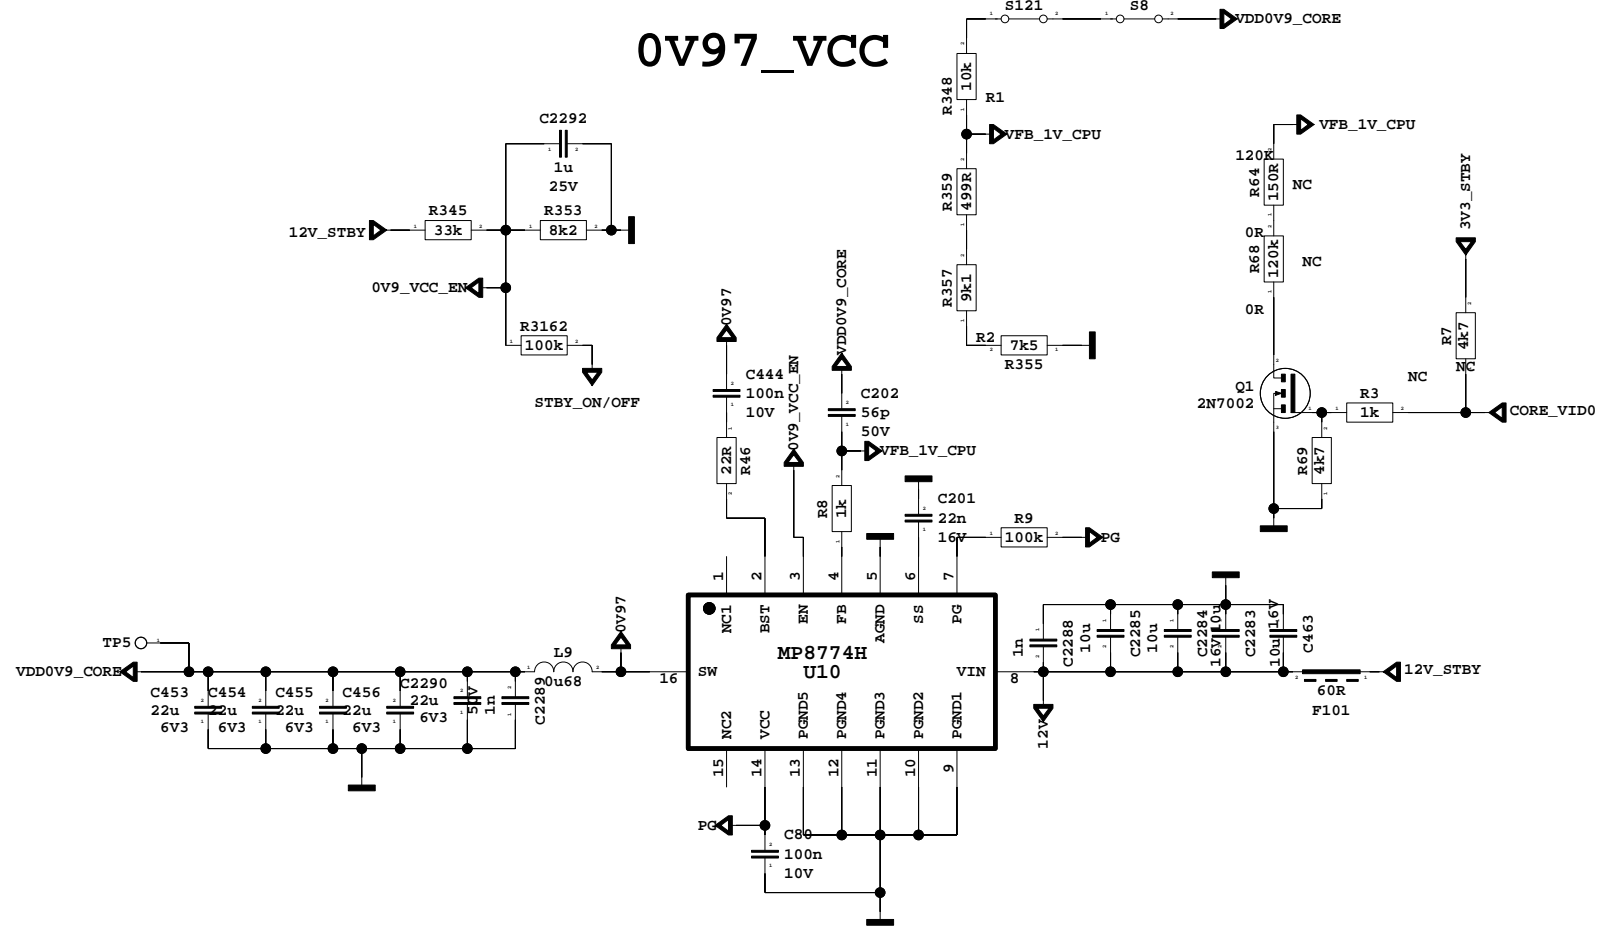 0V97_VCC
S121
S8
VDD0V9_CORE
R348
10k
R1
VFB_1V_CPU
R359
499R
R357
9k1
R2
7k5
R355
C2292
1u
25V
12V_STBY
R345
33k
R353
8k2
0V9_VCC_EN
R3162
100k
STBY_ON/OFF
VFB_1V_CPU
120K
R64
150R
NC
0R
R68
120k
NC
0R
3V3_STBY
R7
4k7
NC
NC
Q1
2N7002
R3
1k
CORE_VID0
R69
4k7
0V97
C444
100n
10V
22R
R46
0V9_VCC_EN
VDD0V9_CORE
C202
56p
50V
VFB_1V_CPU
R8
1k
C201
22n
16V
R9
100k
PG
1
2
3
4
5
6
7
NC1
BST
EN
FB
AGND
SS
PG
MP8774H
U10
SW
16
VIN
8
NC2
VCC
PGND5
PGND4
PGND3
PGND2
PGND1
15
14
13
12
11
10
9
PG
C80
100n
10V
TP5
VDD0V9_CORE
0V97
L9
0u68
C453
22u
6V3
C454
22u
6V3
C455
22u
6V3
C456
22u
6V3
C2290
22u
6V3
50V
1n
C2289
1n
C2288
10u
C2285
10u
C2284
16V
10u
C2283
10u
16V
C463
12V
60R
F101
12V_STBY